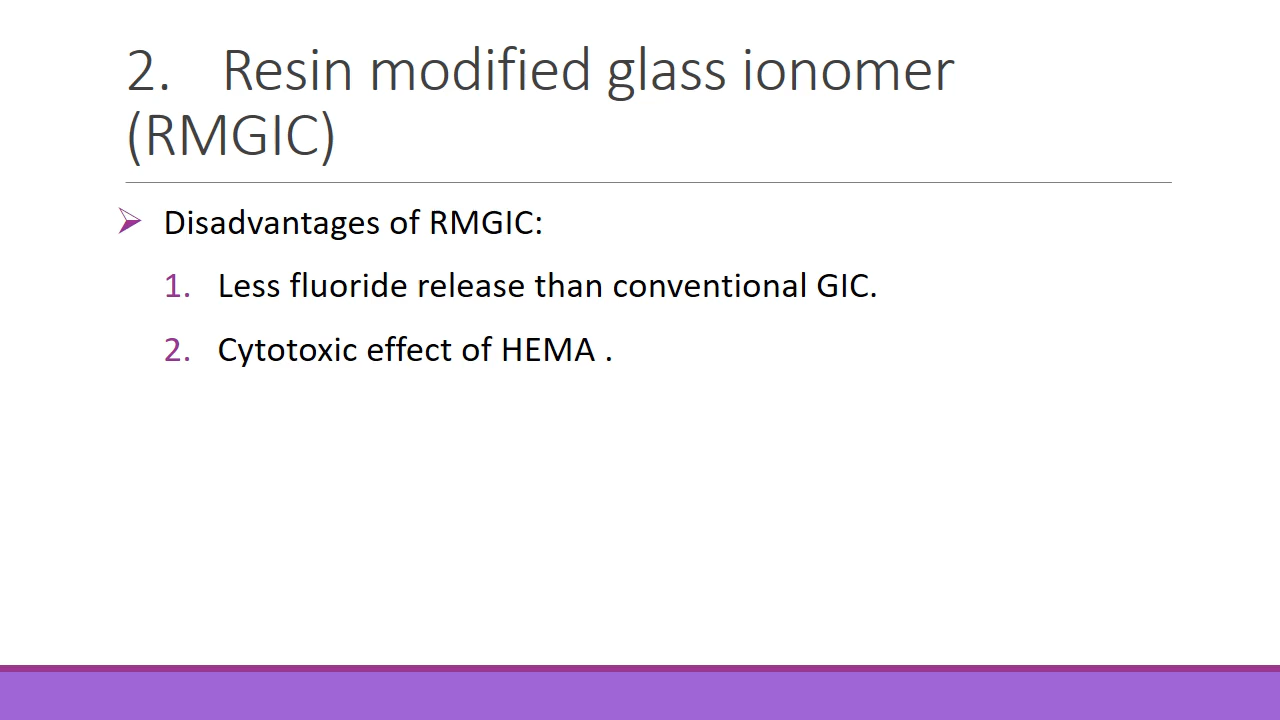 2. Resin modified glass ionomer
(RMGIC)
Disadvantages of RMGIC:
1. Less fluoride release than conventional GIC.
2. Cytotoxic effect of HEMA .